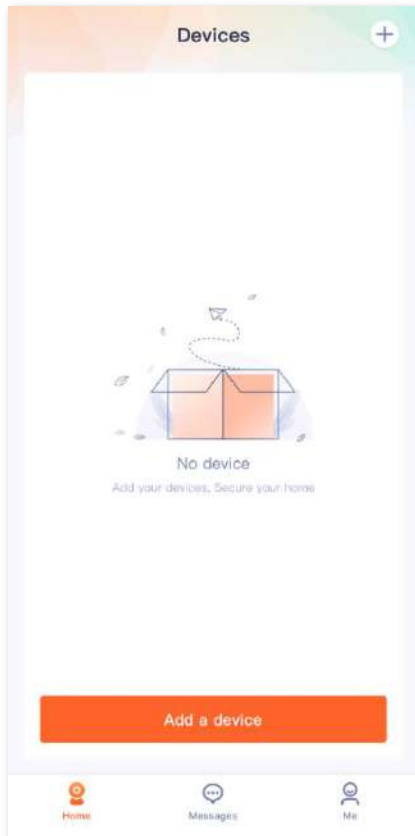 Devices
No device
Add your devices, Secure your home
Add a device
Home
Messages
Me